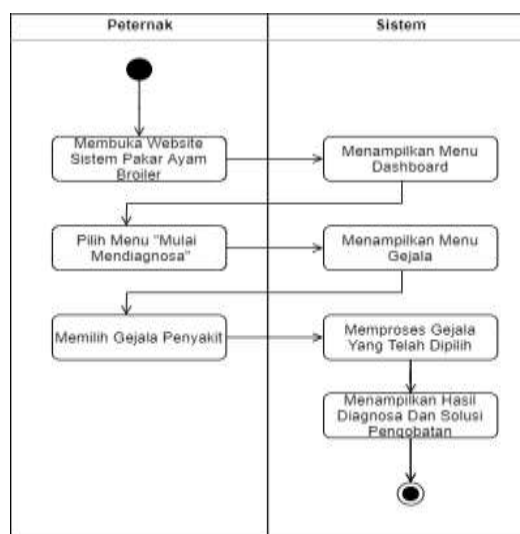 Peternak
Sistem
Membuka Website
Sistem Pakar Ayam
Broiler
Menampilkan Menu
Dashboard
Pilih Menu "Mulai
Mendiagnosa"
Menampilkan Menu
Gejala
Memilih Gejala Penyakit
Memproses Gejala
Yang Telah Dipilih
Menampilkan Hasil
Diagnosa Dan Solusi
Pengobatan